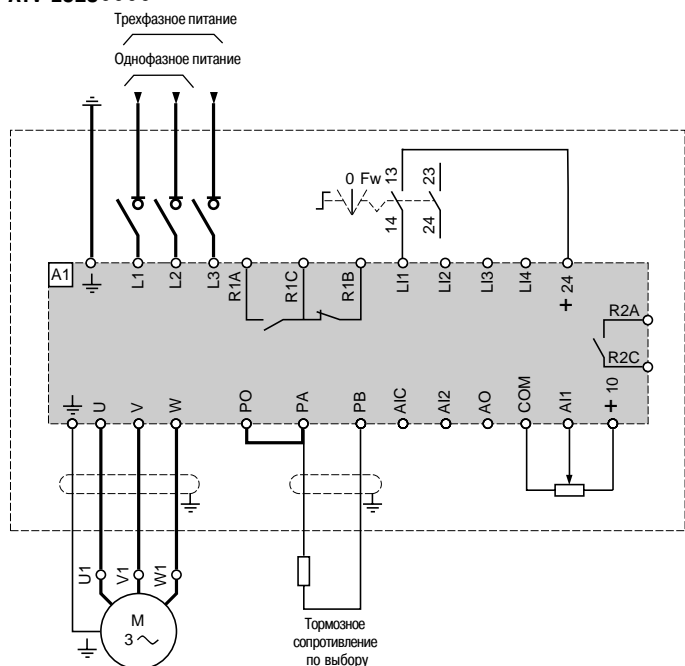 Трехфазное питание
Однофазное питание
0 Fw 13 23
14 24
A1
L1 L2 L3 R1A R1C R1B LI1 LI2 LI3 LI4 + 24
R2A
R2C
U V W PO PA PB AIC AI2 AO COM AI1 + 10
U1 V1 W1
M
3
Тормозное
сопротивление
по выбору